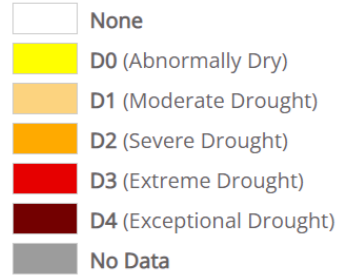 None
D0 (Abnormally Dry)
D1 (Moderate Drought)
D2 (Severe Drought)
D3 (Extreme Drought)
D4 (Exceptional Drought)
No Data